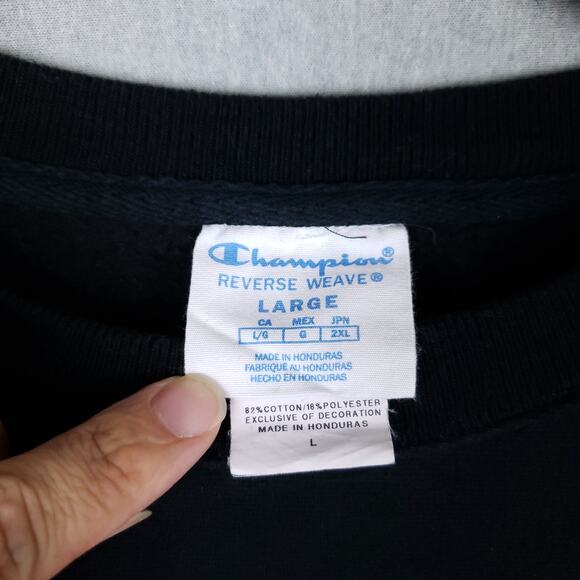 Champion®
REVERSE WEAVE®
LARGE
CA MEX JPN
L/G G 2XL
MADE IN HONDURAS
FABRIQUÉ AU HONDURAS
HECHO EN HONDURAS
82%COTTON/18%POLYESTER
EXCLUSIVE OF DECORATION
MADE IN HONDURAS
L